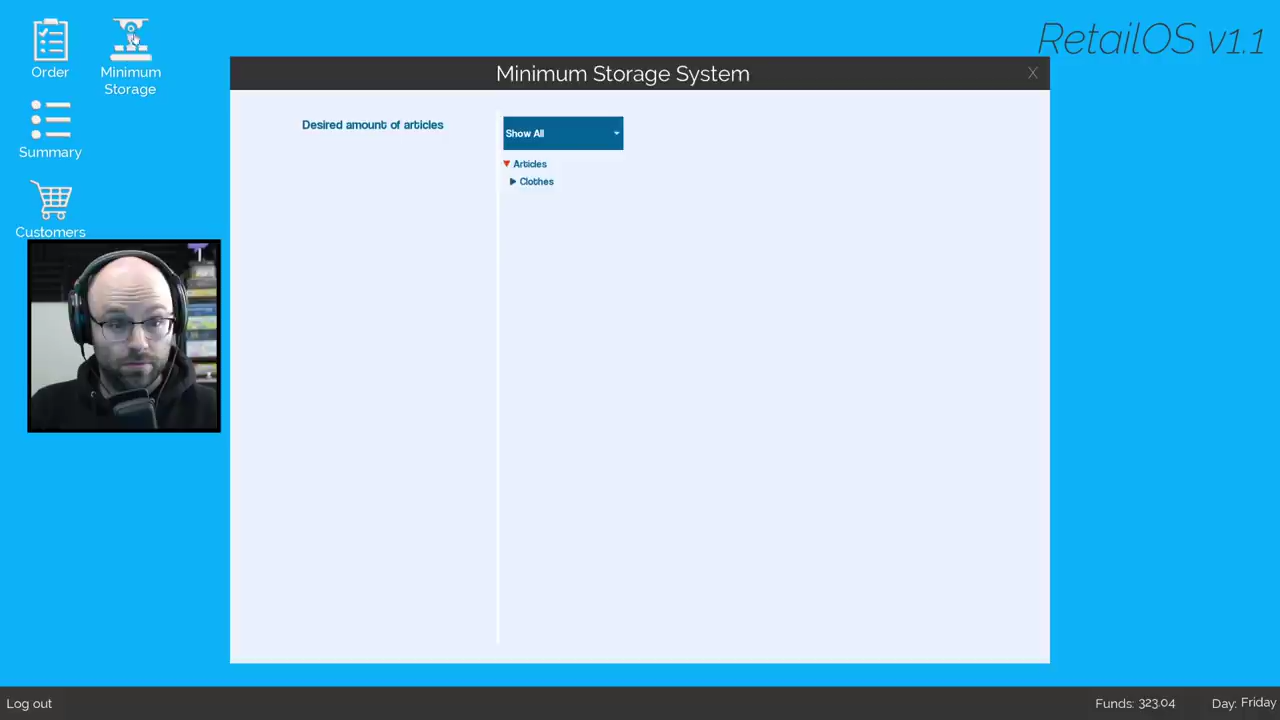 RetailOS v1.1
Order
Minimum
Storage
Summary
Customers
Minimum Storage System
X
Desired amount of articles
Show All
Articles
Clothes
Log out
Funds: 323.04
Day: Friday